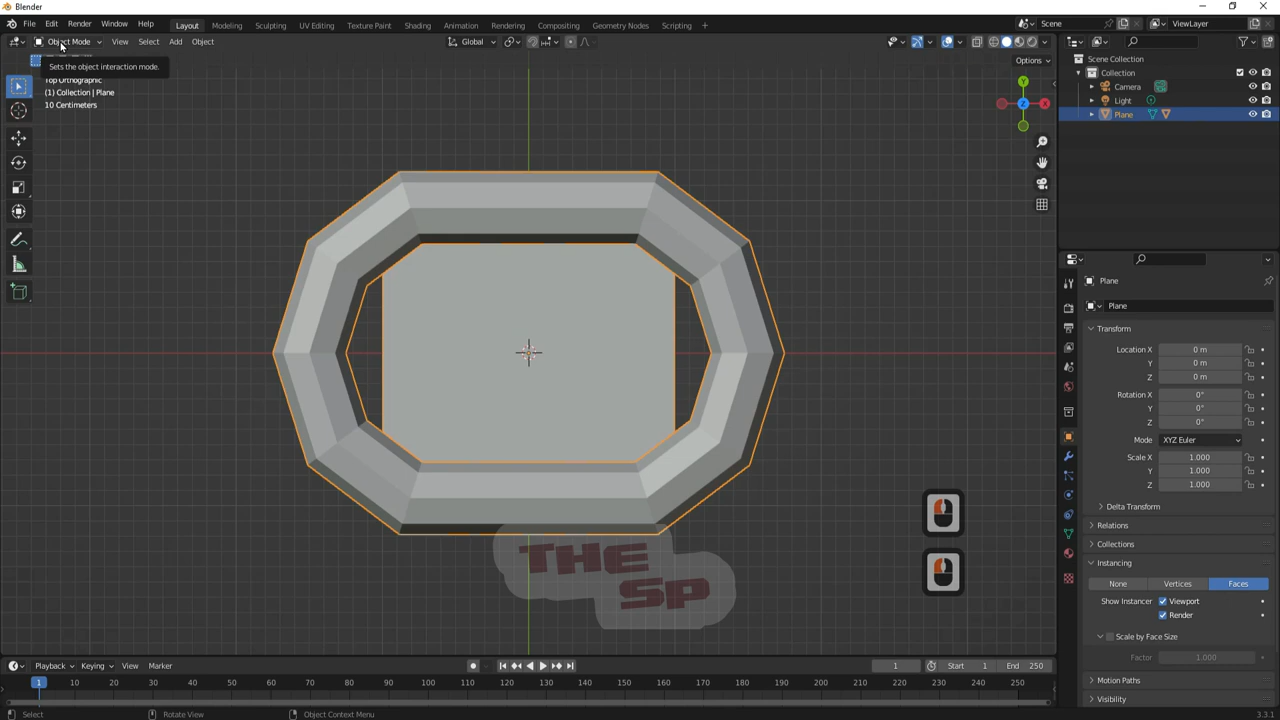 Blender
File Edit Render Window Help
Layout Modeling Sculpting UV Editing Texture Paint Shading Animation Rendering Compositing Geometry Nodes Scripting +
Scene
ViewLayer
Object Mode View Select Add Object
Global
Options
Sets the object interaction mode.
Top Orthographic
(1) Collection | Plane
10 Centimeters
Y
Z
X
Scene Collection
Collection
Camera
Light
Plane
Plane
Plane
Transform
Location X 0 m
Y 0 m
Z 0 m
Rotation X 0°
Y 0°
Z 0°
Mode XYZ Euler
Scale X 1.000
Y 1.000
Z 1.000
Delta Transform
Relations
Collections
Instancing
None Vertices Faces
Show Instancer Viewport
Render
Scale by Face Size
Factor 1.000
Motion Paths
Visibility
THE
SP
Playback Keying View Marker
1 Start 1 End 250
1 10 20 30 40 50 60 70 80 90 100 110 120 130 140 150 160 170 180 190 200 210 220 230 240 250
Select Rotate View Object Context Menu
3.3.1